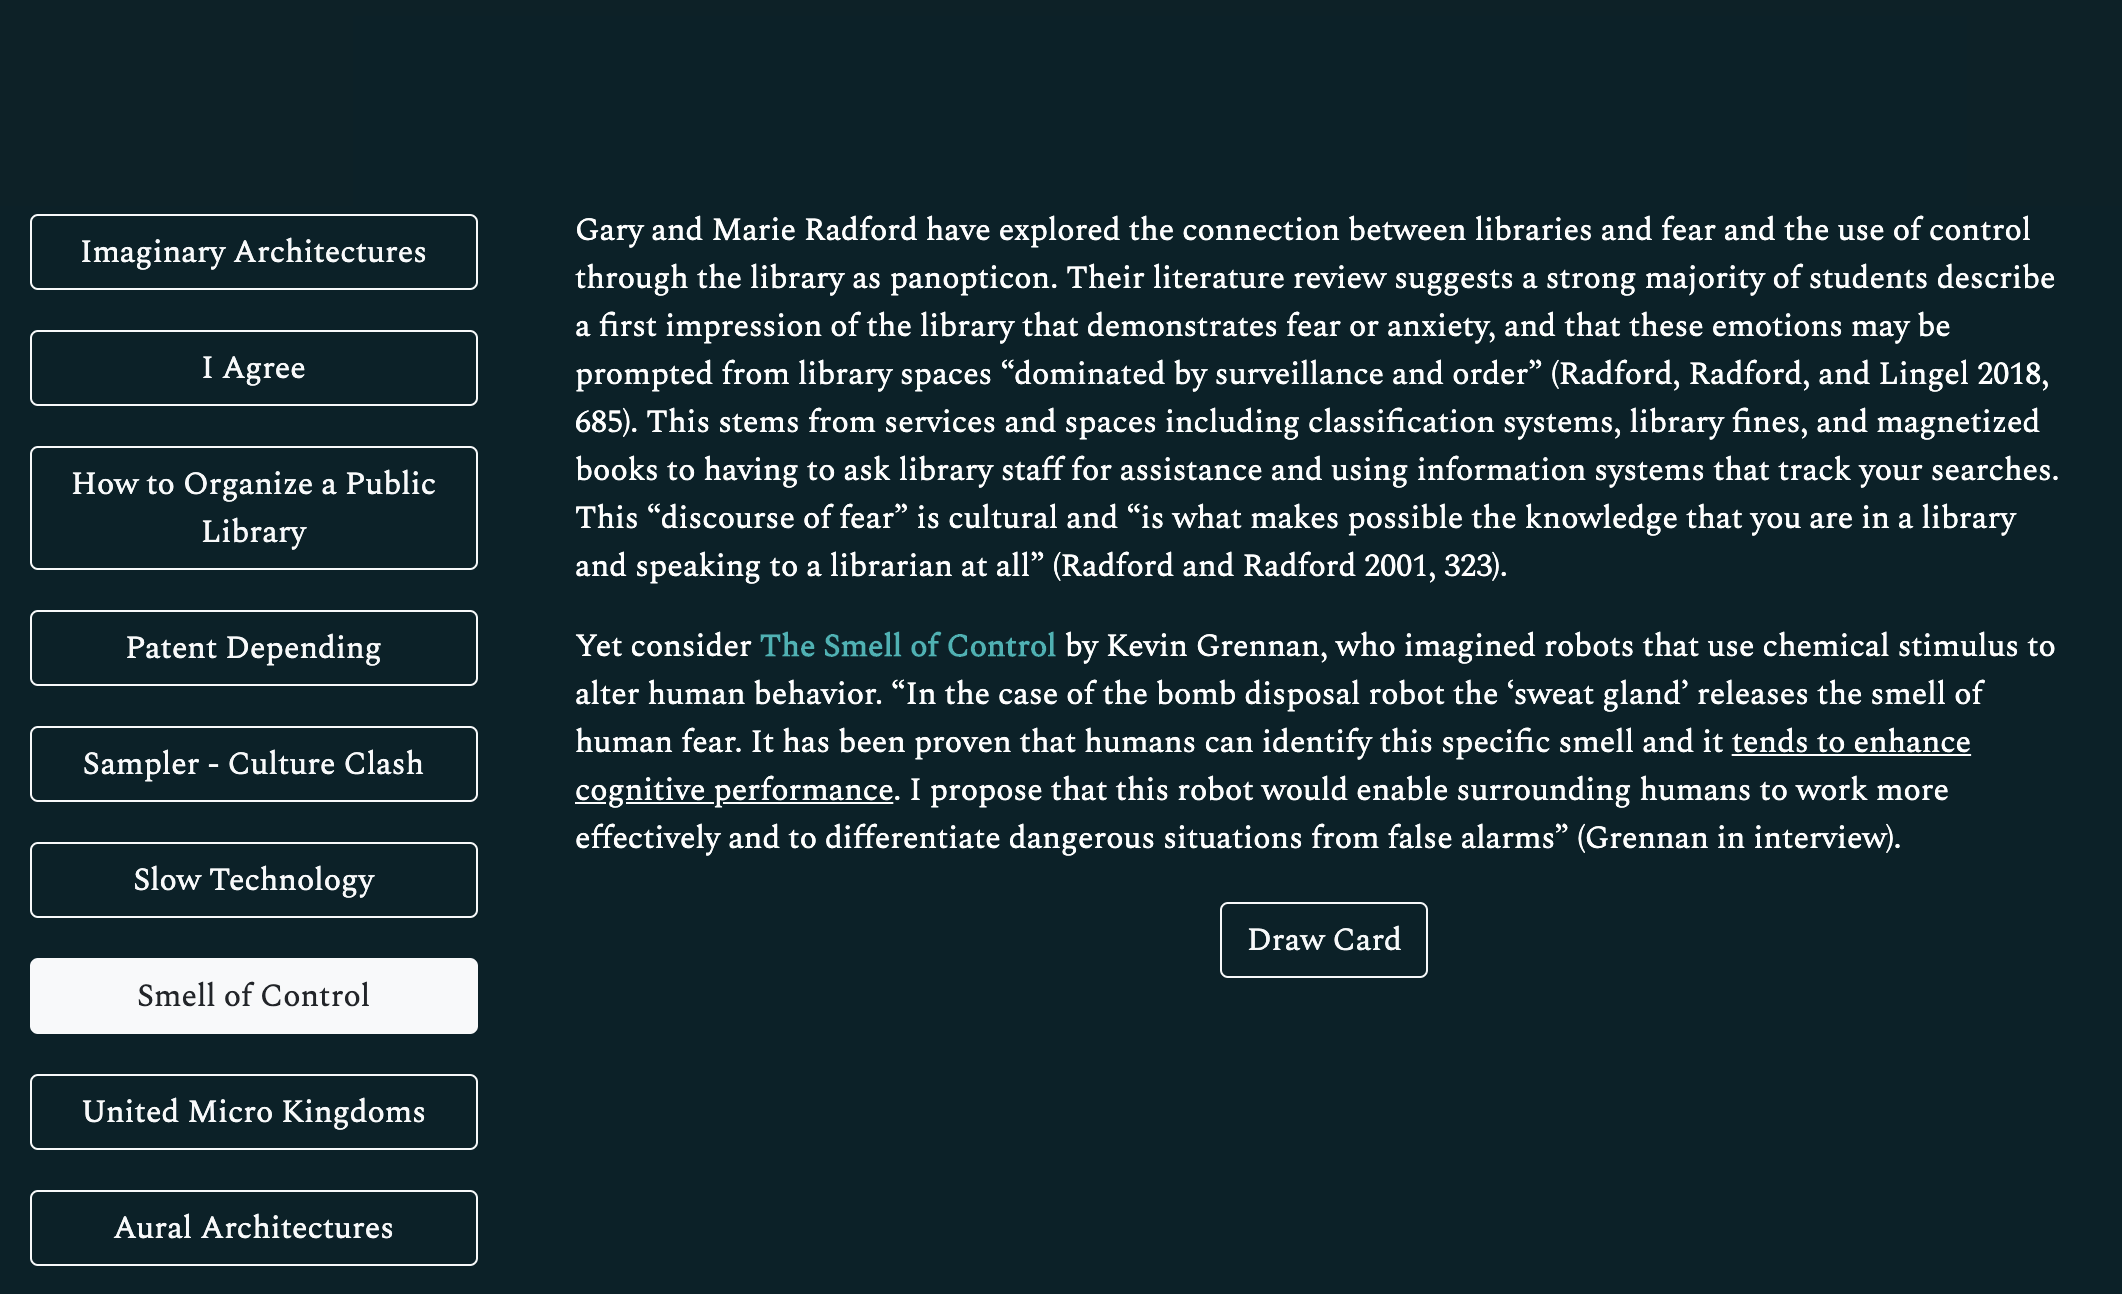 Imaginary Architectures
I Agree
How to Organize a Public
Library
Patent Depending
Sampler - Culture Clash
Slow Technology
Smell of Control
United Micro Kingdoms
Aural Architectures
Gary and Marie Radford have explored the connection between libraries and fear and the use of control
through the library as panopticon. Their literature review suggests a strong majority of students describe
a first impression of the library that demonstrates fear or anxiety, and that these emotions may be
prompted from library spaces “dominated by surveillance and order” (Radford, Radford, and Lingel 2018,
685). This stems from services and spaces including classification systems, library fines, and magnetized
books to having to ask library staff for assistance and using information systems that track your searches.
This “discourse of fear” is cultural and “is what makes possible the knowledge that you are in a library
and speaking to a librarian at all” (Radford and Radford 2001, 323).
Yet consider The Smell of Control by Kevin Grennan, who imagined robots that use chemical stimulus to
alter human behavior. “In the case of the bomb disposal robot the ‘sweat gland’ releases the smell of
human fear. It has been proven that humans can identify this specific smell and it tends to enhance
cognitive performance. I propose that this robot would enable surrounding humans to work more
effectively and to differentiate dangerous situations from false alarms” (Grennan in interview).
Draw Card